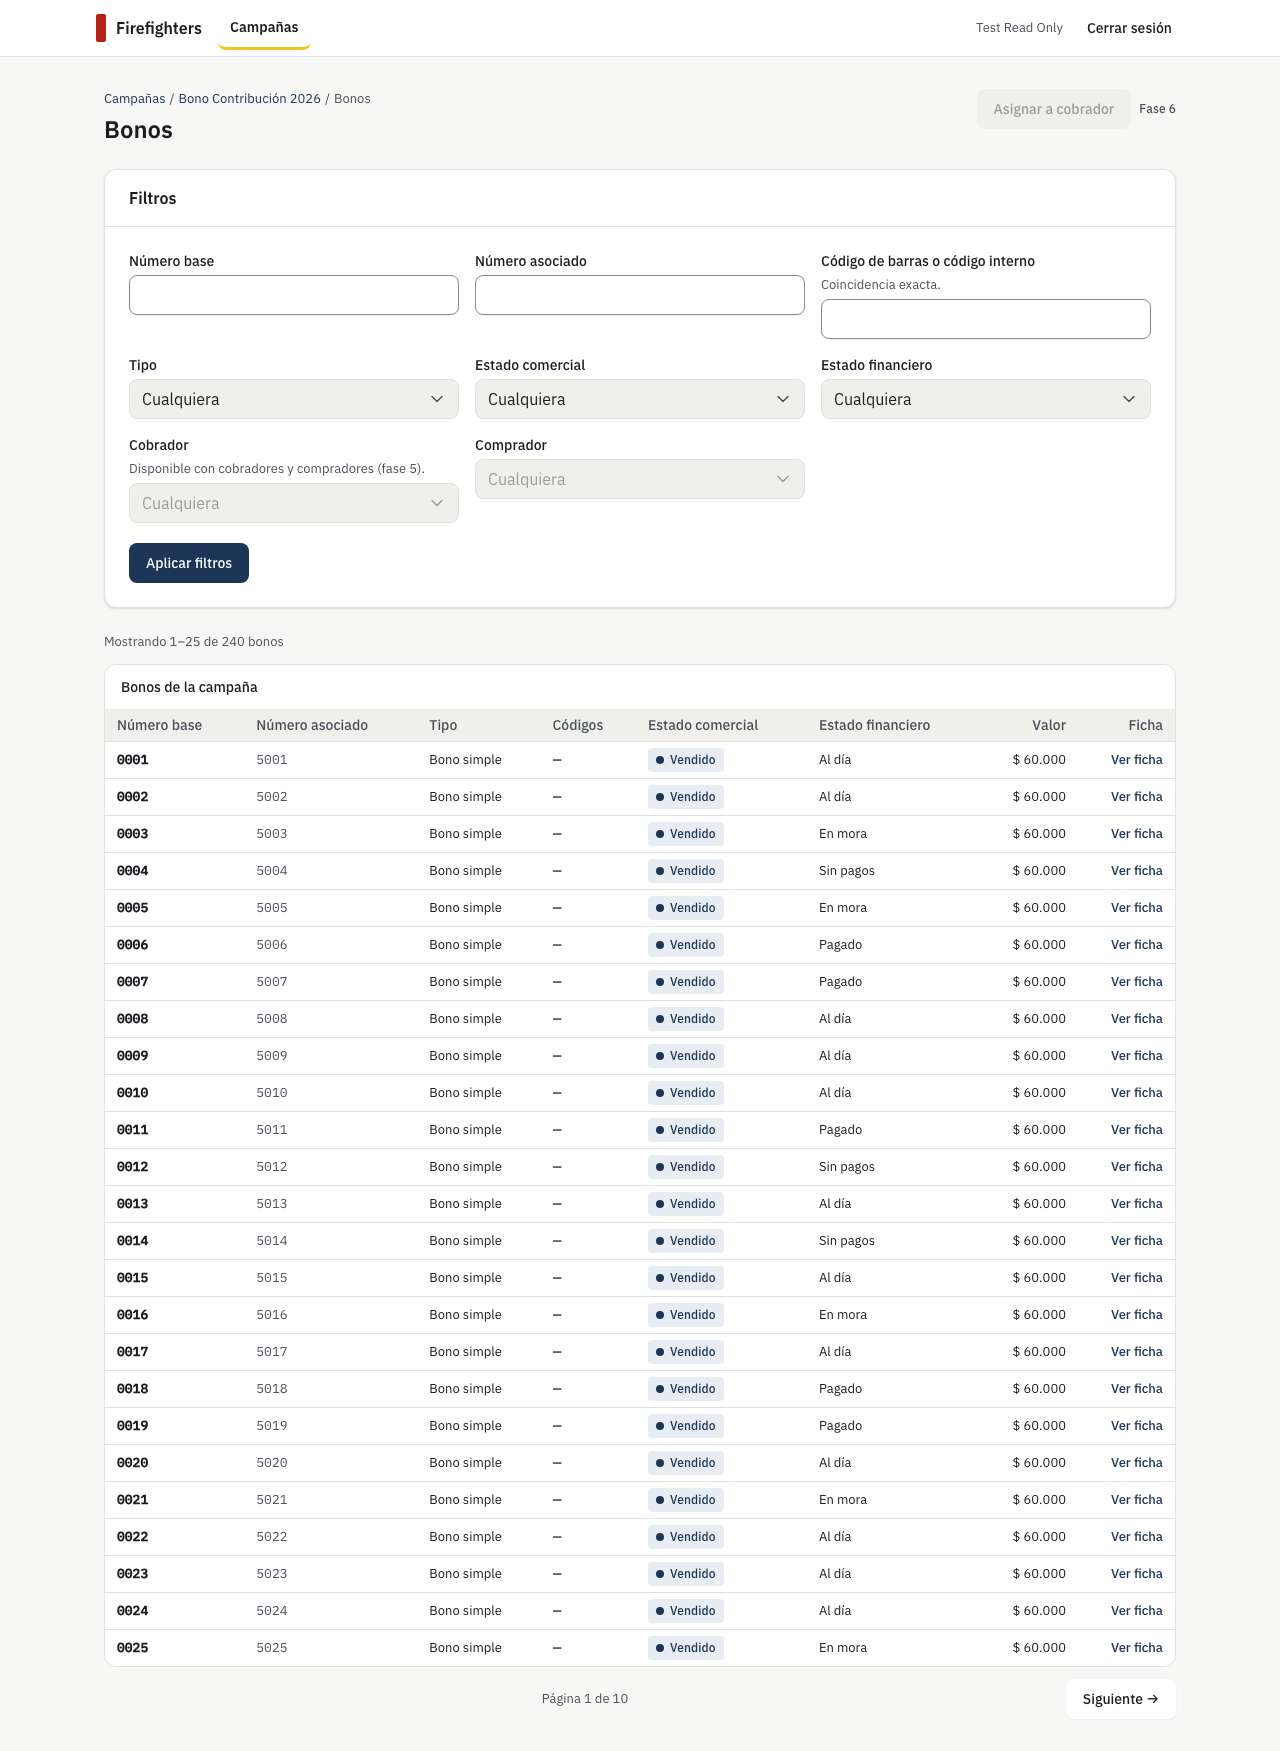 Firefighters Campañas Test Read Only Cerrar sesión
Campañas / Bono Contribución 2026 / Bonos
Bonos
Asignar a cobrador Fase 6
Filtros
Número base Número asociado Código de barras o código interno
Coincidencia exacta.
Tipo Estado comercial Estado financiero
Cualquiera Cualquiera Cualquiera
Cobrador Comprador
Disponible con cobradores y compradores (fase 5).
Cualquiera Cualquiera
Aplicar filtros
Mostrando 1–25 de 240 bonos
Bonos de la campaña
Número base Número asociado Tipo Códigos Estado comercial Estado financiero Valor Ficha
0001 5001 Bono simple — Vendido Al día $ 60.000 Ver ficha
0002 5002 Bono simple — Vendido Al día $ 60.000 Ver ficha
0003 5003 Bono simple — Vendido En mora $ 60.000 Ver ficha
0004 5004 Bono simple — Vendido Sin pagos $ 60.000 Ver ficha
0005 5005 Bono simple — Vendido En mora $ 60.000 Ver ficha
0006 5006 Bono simple — Vendido Pagado $ 60.000 Ver ficha
0007 5007 Bono simple — Vendido Pagado $ 60.000 Ver ficha
0008 5008 Bono simple — Vendido Al día $ 60.000 Ver ficha
0009 5009 Bono simple — Vendido Al día $ 60.000 Ver ficha
0010 5010 Bono simple — Vendido Al día $ 60.000 Ver ficha
0011 5011 Bono simple — Vendido Pagado $ 60.000 Ver ficha
0012 5012 Bono simple — Vendido Sin pagos $ 60.000 Ver ficha
0013 5013 Bono simple — Vendido Al día $ 60.000 Ver ficha
0014 5014 Bono simple — Vendido Sin pagos $ 60.000 Ver ficha
0015 5015 Bono simple — Vendido Al día $ 60.000 Ver ficha
0016 5016 Bono simple — Vendido En mora $ 60.000 Ver ficha
0017 5017 Bono simple — Vendido Al día $ 60.000 Ver ficha
0018 5018 Bono simple — Vendido Pagado $ 60.000 Ver ficha
0019 5019 Bono simple — Vendido Pagado $ 60.000 Ver ficha
0020 5020 Bono simple — Vendido Al día $ 60.000 Ver ficha
0021 5021 Bono simple — Vendido En mora $ 60.000 Ver ficha
0022 5022 Bono simple — Vendido Al día $ 60.000 Ver ficha
0023 5023 Bono simple — Vendido Al día $ 60.000 Ver ficha
0024 5024 Bono simple — Vendido Al día $ 60.000 Ver ficha
0025 5025 Bono simple — Vendido En mora $ 60.000 Ver ficha
Página 1 de 10 Siguiente →